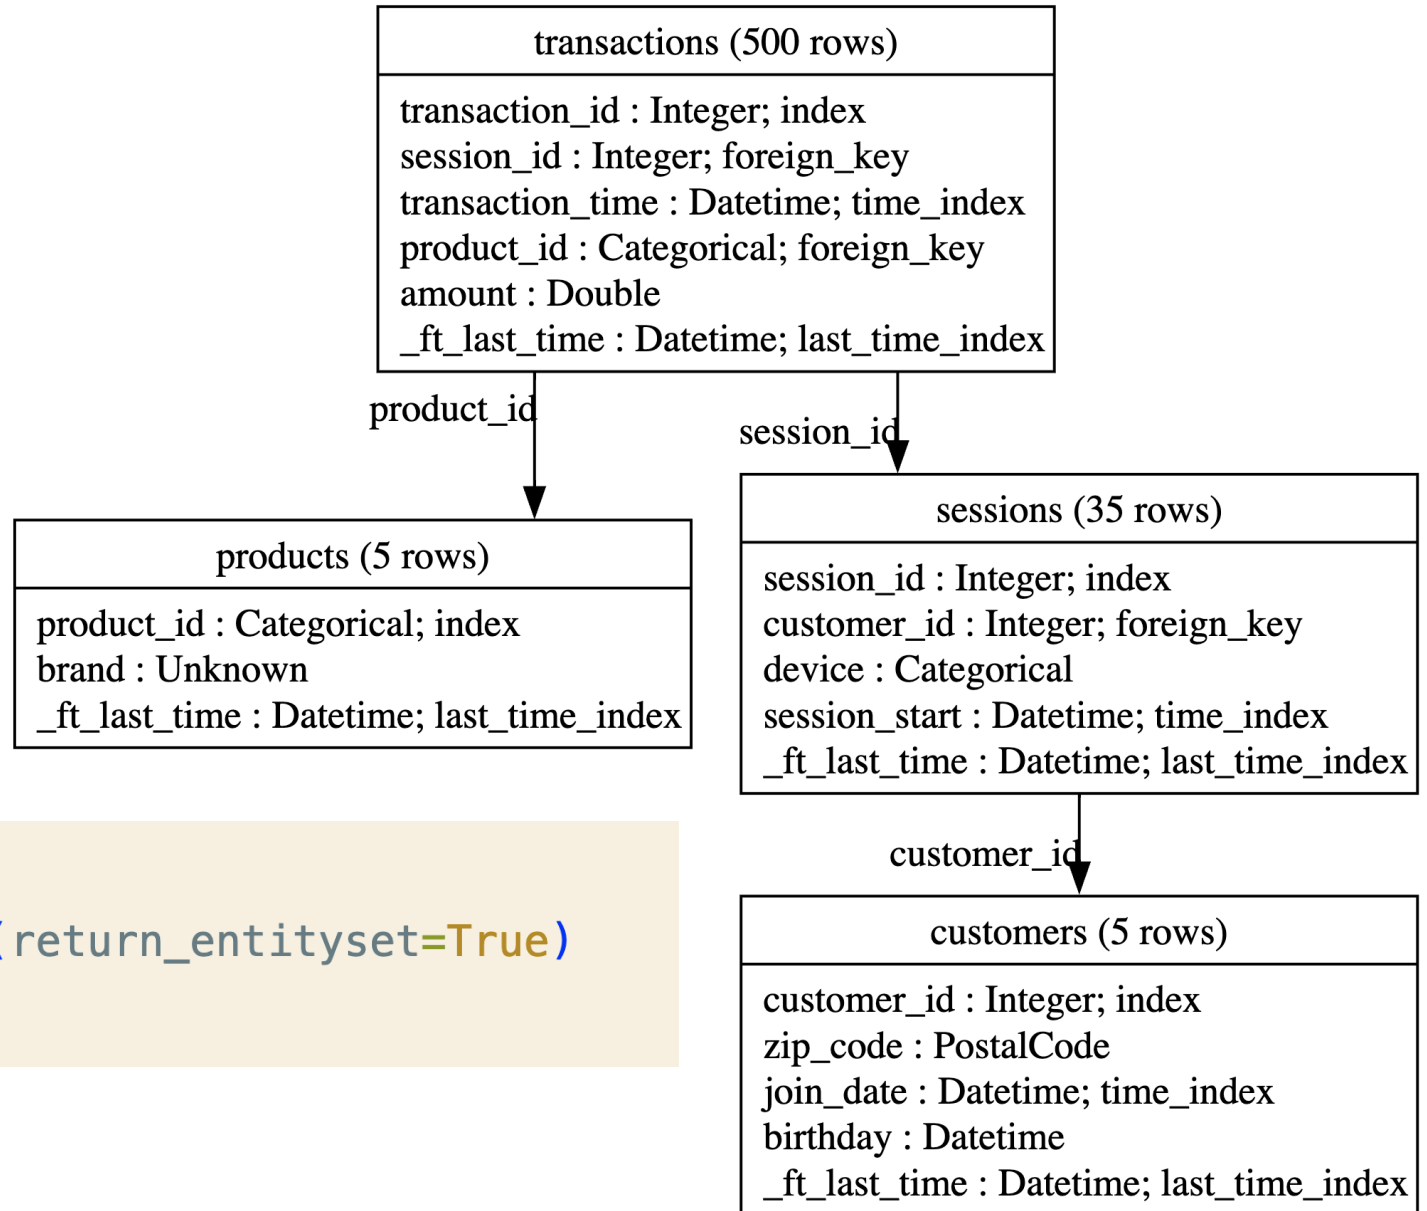 transactions (500 rows)
transaction_id : Integer; index
session_id : Integer; foreign_key
transaction_time : Datetime; time_index
product_id : Categorical; foreign_key
amount : Double
_ft_last_time : Datetime; last_time_index
product_id
session_id
products (5 rows)
product_id : Categorical; index
brand : Unknown
_ft_last_time : Datetime; last_time_index
sessions (35 rows)
session_id : Integer; index
customer_id : Integer; foreign_key
device : Categorical
session_start : Datetime; time_index
_ft_last_time : Datetime; last_time_index
customer_id
(return_entityset=True)
customers (5 rows)
customer_id : Integer; index
zip_code : PostalCode
join_date : Datetime; time_index
birthday : Datetime
_ft_last_time : Datetime; last_time_index